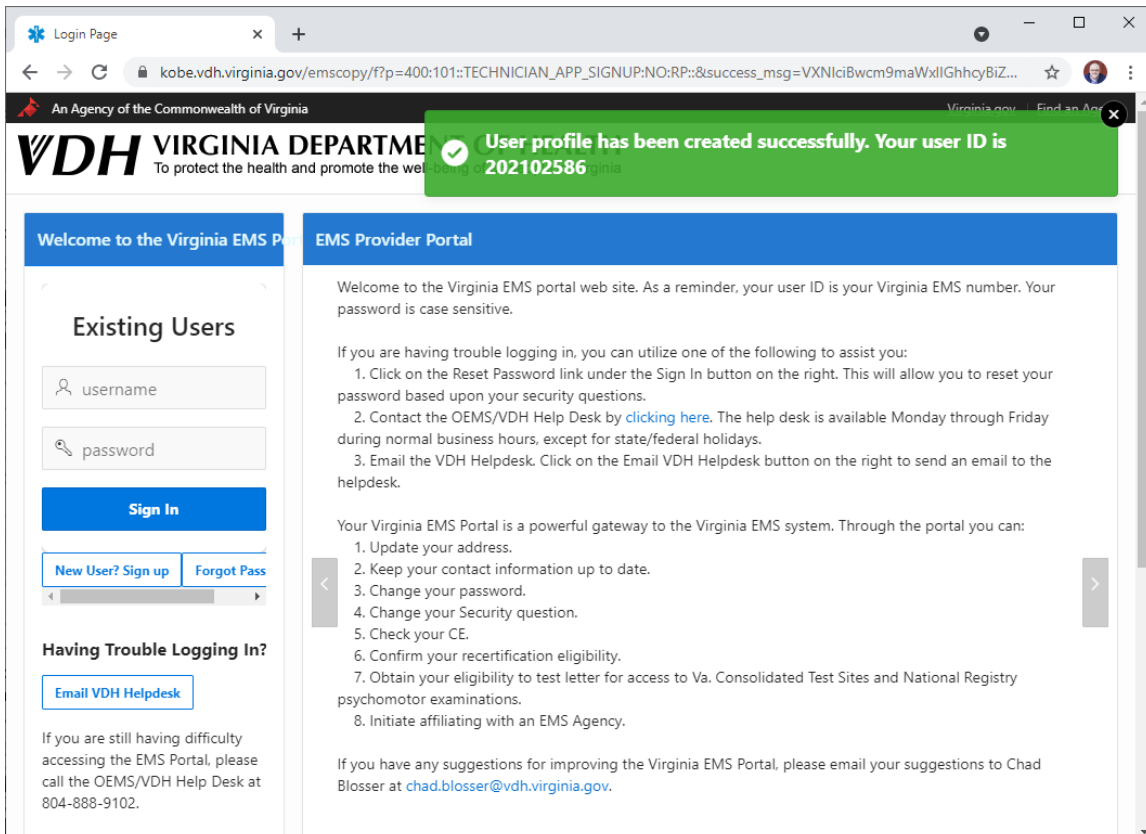 Login Page
kobe.vdh.virginia.gov/emscopy/f?p=400:101::TECHNICIAN_APP_SIGNUP:NO:RP::&success_msg=VXNlciBwcm9maWxlIGhhcyBiZ...
An Agency of the Commonwealth of Virginia
Virginia.gov | Find an Age
VDH VIRGINIA DEPARTMENT OF HEALTH
To protect the health and promote the well-being of virginia
User profile has been created successfully. Your user ID is
202102586
Welcome to the Virginia EMS Por
Existing Users
username
password
Sign In
New User? Sign up
Forgot Pass
Having Trouble Logging In?
Email VDH Helpdesk
If you are still having difficulty
accessing the EMS Portal, please
call the OEMS/VDH Help Desk at
804-888-9102.
EMS Provider Portal
Welcome to the Virginia EMS portal web site. As a reminder, your user ID is your Virginia EMS number. Your
password is case sensitive.
If you are having trouble logging in, you can utilize one of the following to assist you:
1. Click on the Reset Password link under the Sign In button on the right. This will allow you to reset your
password based upon your security questions.
2. Contact the OEMS/VDH Help Desk by clicking here. The help desk is available Monday through Friday
during normal business hours, except for state/federal holidays.
3. Email the VDH Helpdesk. Click on the Email VDH Helpdesk button on the right to send an email to the
helpdesk.
Your Virginia EMS Portal is a powerful gateway to the Virginia EMS system. Through the portal you can:
1. Update your address.
2. Keep your contact information up to date.
3. Change your password.
4. Change your Security question.
5. Check your CE.
6. Confirm your recertification eligibility.
7. Obtain your eligibility to test letter for access to Va. Consolidated Test Sites and National Registry
psychomotor examinations.
8. Initiate affiliating with an EMS Agency.
If you have any suggestions for improving the Virginia EMS Portal, please email your suggestions to Chad
Blosser at chad.blosser@vdh.virginia.gov.